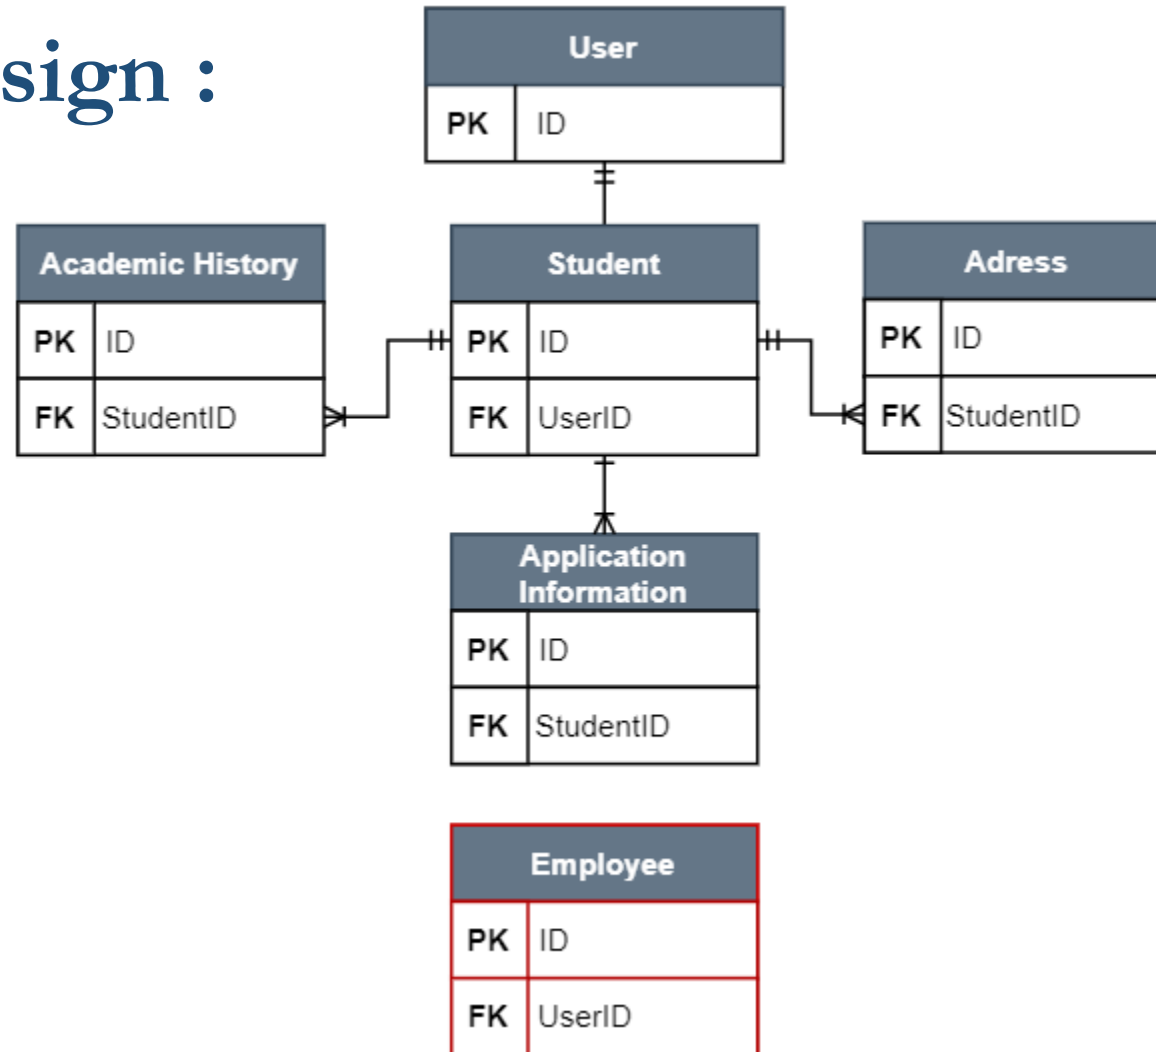 sign :
User
PK ID
Academic History
PK ID
FK StudentID
Student
PK ID
FK UserID
Adress
PK ID
FK StudentID
Application
Information
PK ID
FK StudentID
Employee
PK ID
FK UserID